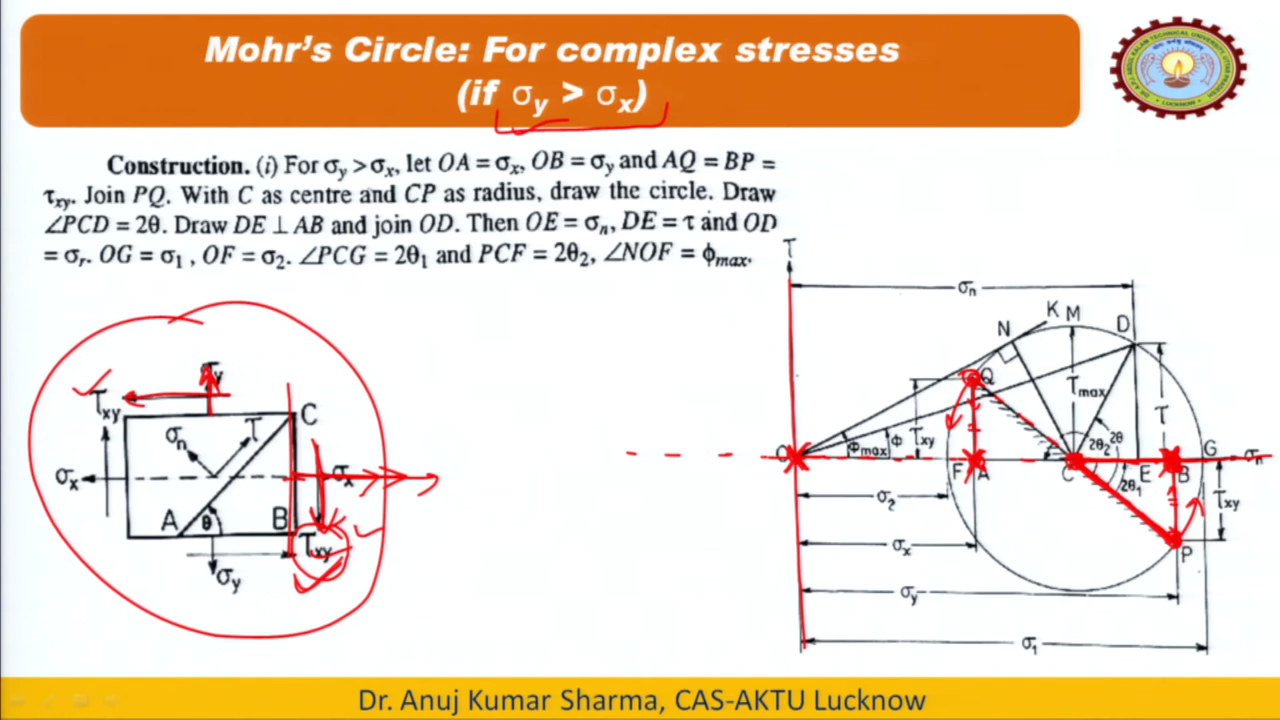 Mohr's Circle: For complex stresses
(if σy > σx)
Construction. (i) For σy > σx, let OA = σx, OB = σy and AQ = BP =
τxy. Join PQ. With C as centre and CP as radius, draw the circle. Draw
∠PCD = 2θ. Draw DE ⊥ AB and join OD. Then OE = σn, DE = τ and OD
= σr. OG = σ1, OF = σ2. ∠PCG = 2θ1 and PCF = 2θ2, ∠NOF = ϕmax.
σy
τxy
C
σn
τ
σx
σx
A
θ
B
τxy
σy
τ
σn
N
K
M
D
Q
τmax
τ
τxy
ϕmax
ϕ
2θ2
2θ
O
F
A
C
E
B
G
σn
2θ1
σ2
τxy
σx
P
σy
σ1
Dr. Anuj Kumar Sharma, CAS-AKTU Lucknow